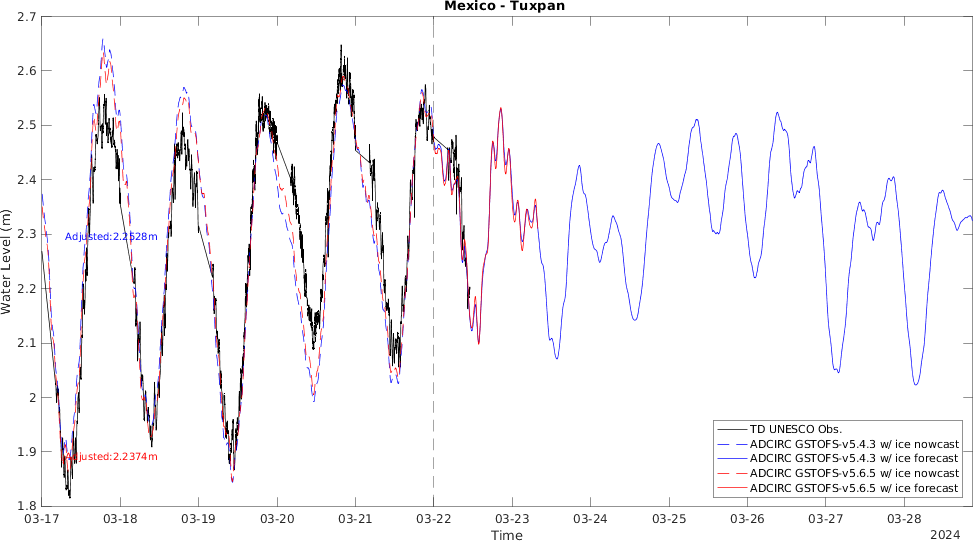 Mexico - Tuxpan
2.7
2.6
2.5
2.4
2.3
2.2
2.1
2
1.9
1.8
Water Level (m)
Adjusted:2.2528m
justed:2.2374m
TD UNESCO Obs.
ADCIRC GSTOFS-v5.4.3 w/ ice nowcast
ADCIRC GSTOFS-v5.4.3 w/ ice forecast
ADCIRC GSTOFS-v5.6.5 w/ ice nowcast
ADCIRC GSTOFS-v5.6.5 w/ ice forecast
03-17 03-18 03-19 03-20 03-21 03-22 03-23 03-24 03-25 03-26 03-27 03-28
Time
2024